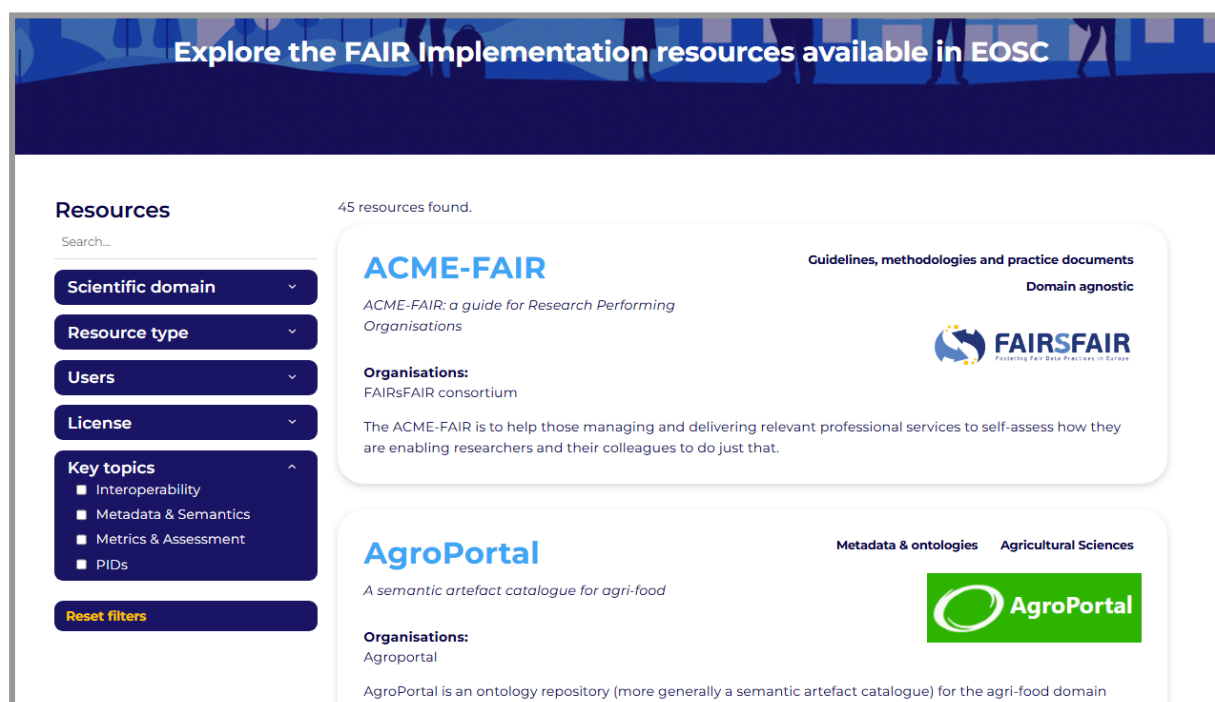 Explore the FAIR Implementation resources available in EOSC
Resources
Search...
Scientific domain
Resource type
Users
License
Key topics
Interoperability
Metadata & Semantics
Metrics & Assessment
PIDs
Reset filters
45 resources found.
ACME-FAIR
Guidelines, methodologies and practice documents
Domain agnostic
ACME-FAIR: a guide for Research Performing
Organisations
FAIRSFAIR
Fostering Fair Data Practices in Europe
Organisations:
FAIRsFAIR consortium
The ACME-FAIR is to help those managing and delivering relevant professional services to self-assess how they
are enabling researchers and their colleagues to do just that.
AgroPortal
Metadata & ontologies Agricultural Sciences
A semantic artefact catalogue for agri-food
AgroPortal
Organisations:
Agroportal
AgroPortal is an ontology repository (more generally a semantic artefact catalogue) for the agri-food domain